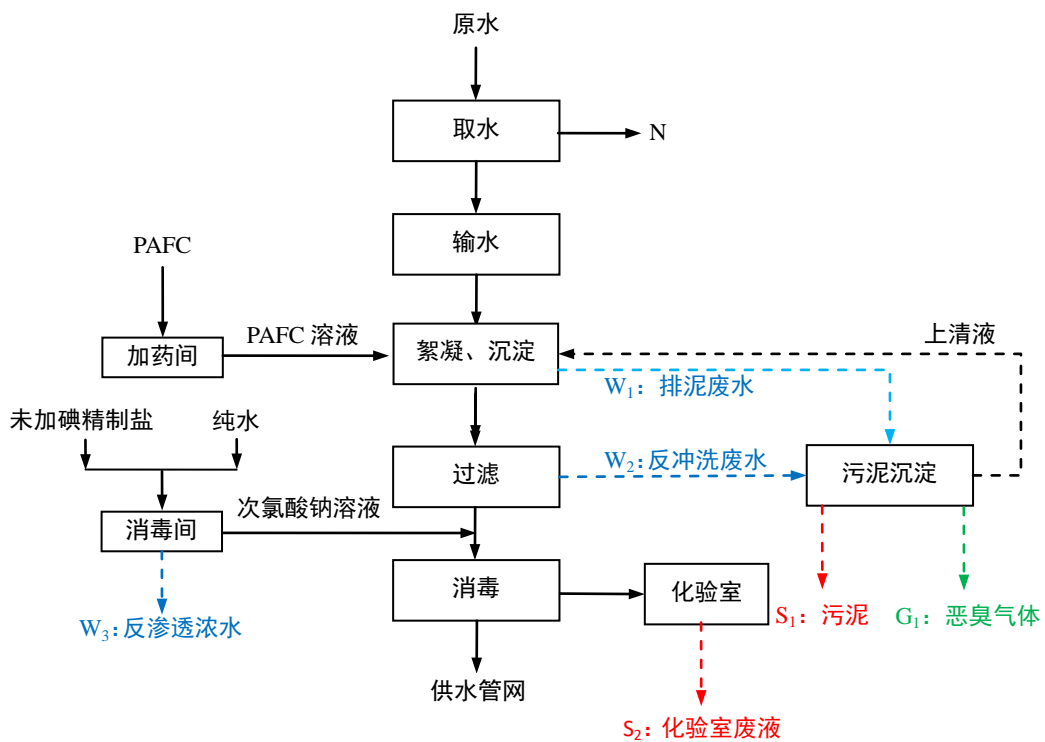 原水
取水
N
输水
PAFC
加药间
PAFC 溶液
絮凝、沉淀
上清液
W₁：排泥废水
未加碘精制盐
纯水
过滤
W₂：反冲洗废水
污泥沉淀
次氯酸钠溶液
消毒间
消毒
化验室
W₃：反渗透浓水
S₁：污泥
G₁：恶臭气体
供水管网
S₂：化验室废液